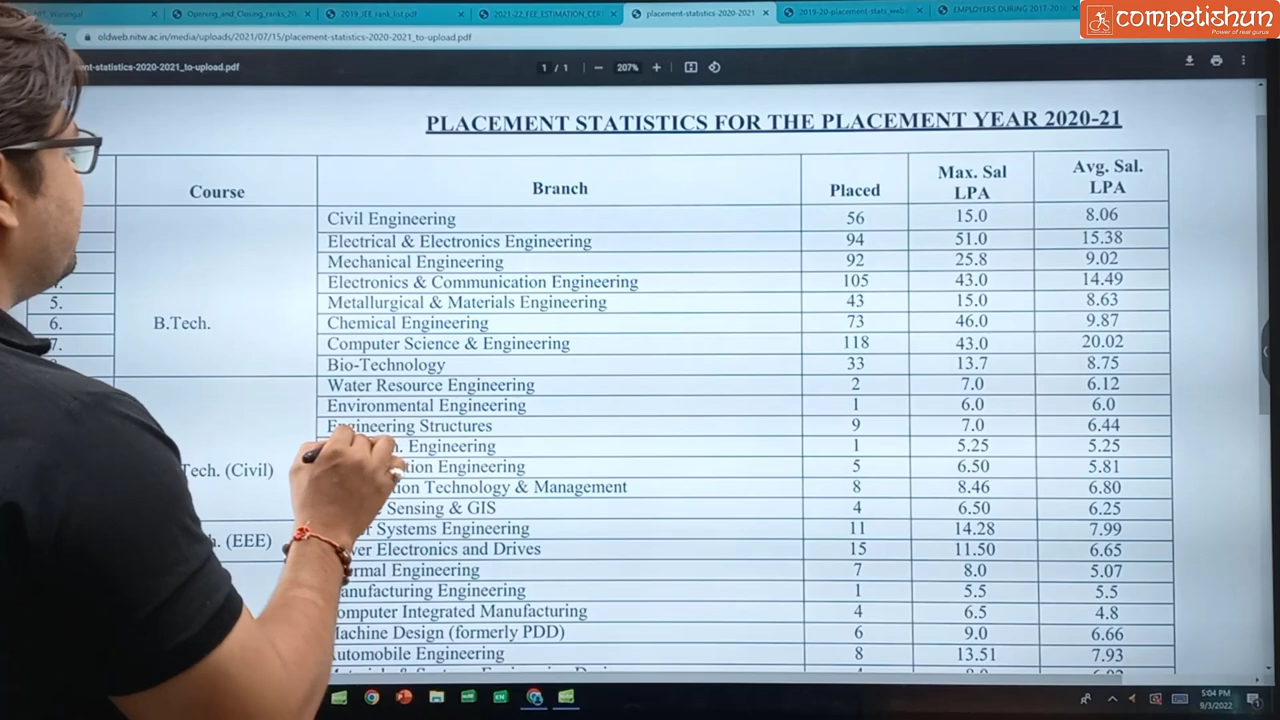 Opening_and_Closing_ranks_20
2019_JEE_rank_list.pdf
2021-22_FEE_ESTIMATION_CERT
placement-statistics-2020-2021
2019-20-placement-stats_web
EMPLOYERS DURING 2017-201
competishun
Power of real gurus
oldweb.nitw.ac.in/media/uploads/2021/07/15/placement-statistics-2020-2021_to-upload.pdf
nt-statistics-2020-2021_to-upload.pdf
1 / 1 − 207% +
PLACEMENT STATISTICS FOR THE PLACEMENT YEAR 2020-21
Course Branch Placed Max. Sal LPA Avg. Sal. LPA
Civil Engineering 56 15.0 8.06
Electrical & Electronics Engineering 94 51.0 15.38
Mechanical Engineering 92 25.8 9.02
Electronics & Communication Engineering 105 43.0 14.49
5. Metallurgical & Materials Engineering 43 15.0 8.63
6. B.Tech. Chemical Engineering 73 46.0 9.87
7. Computer Science & Engineering 118 43.0 20.02
Bio-Technology 33 13.7 8.75
Water Resource Engineering 2 7.0 6.12
Environmental Engineering 1 6.0 6.0
Engineering Structures 9 7.0 6.44
Engineering 1 5.25 5.25
Tech. (Civil) Engineering 5 6.50 5.81
Technology & Management 8 8.46 6.80
Sensing & GIS 4 6.50 6.25
(EEE) Systems Engineering 11 14.28 7.99
Electronics and Drives 15 11.50 6.65
Engineering 7 8.0 5.07
anufacturing Engineering 1 5.5 5.5
omputer Integrated Manufacturing 4 6.5 4.8
Machine Design (formerly PDD) 6 9.0 6.66
utomobile Engineering 8 13.51 7.93
5:04 PM
9/3/2022